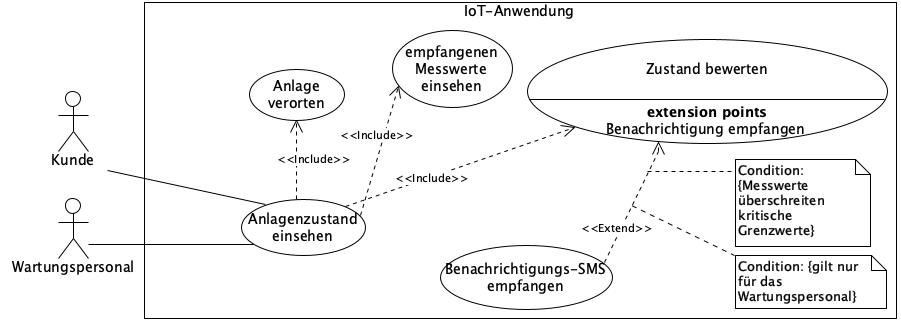 IoT-Anwendung
empfangenen
Messwerte
einsehen
Zustand bewerten
Anlage
verorten
extension points
Benachrichtigung empfangen
<<Include>>
<<Include>>
<<Include>>
Kunde
Condition:
{Messwerte
überschreiten
kritische
Grenzwerte}
Anlagenzustand
einsehen
<<Extend>>
Wartungspersonal
Benachrichtigungs-SMS
empfangen
Condition: {gilt nur
für das
Wartungspersonal}